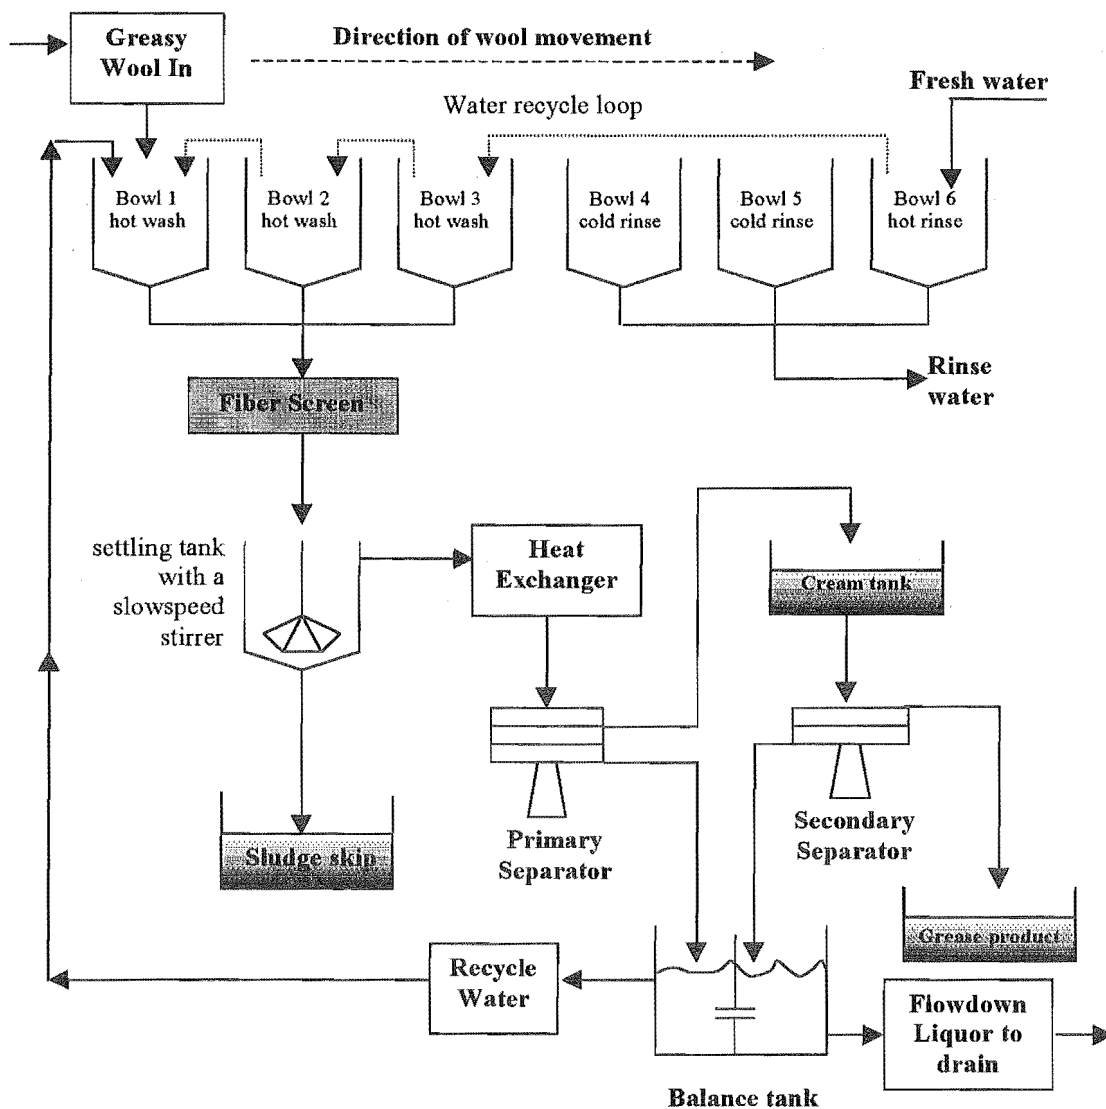 Greasy
Wool In
Direction of wool movement
Fresh water
Water recycle loop
Bowl 1
hot wash
Bowl 2
hot wash
Bowl 3
hot wash
Bowl 4
cold rinse
Bowl 5
cold rinse
Bowl 6
hot rinse
Rinse
water
Fiber Screen
settling tank
with a
slowspeed
stirrer
Heat
Exchanger
Cream tank
Primary
Separator
Secondary
Separator
Sludge skip
Grease product
Recycle
Water
Flowdown
Liquor to
drain
Balance tank